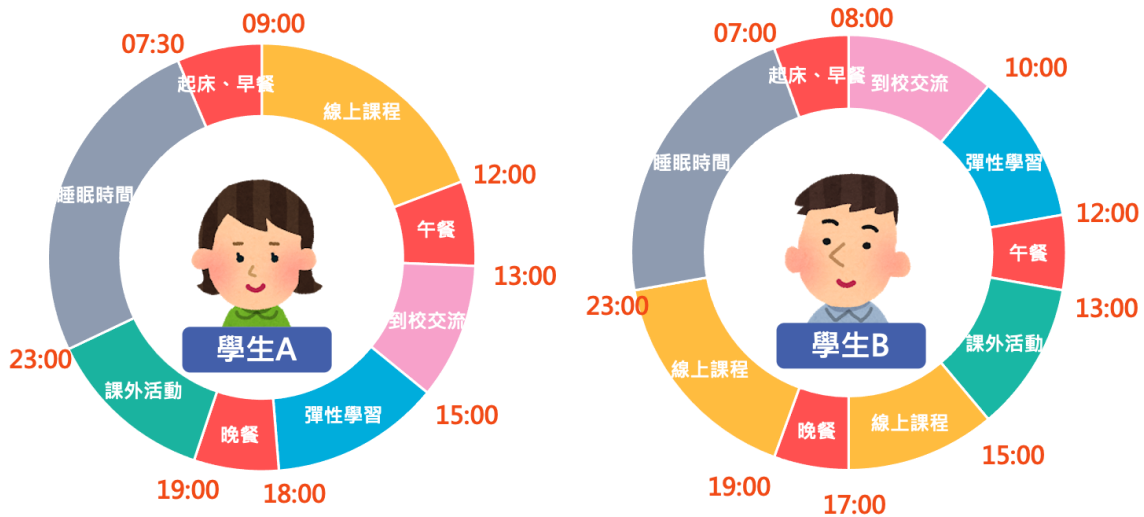 09:00
07:30
起床、早餐
線上課程
睡眠時間
12:00
午餐
13:00
到校交流
學生A
23:00
課外活動
彈性學習
15:00
晚餐
19:00
18:00
08:00
07:00
起床、早餐
到校交流
10:00
睡眠時間
彈性學習
12:00
午餐
23:00
13:00
學生B
課外活動
線上課程
晚餐
線上課程
15:00
19:00
17:00